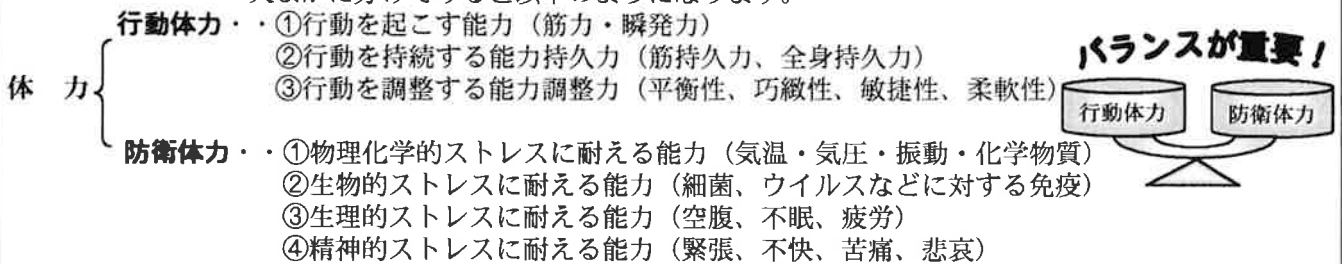 行動体力・・①行動を起こす能力（筋力・瞬発力）
②行動を持続する能力持久力（筋持久力、全身持久力）
③行動を調整する能力調整力（平衡性、巧緻性、敏捷性、柔軟性）
体　力
防衛体力・・①物理化学的ストレスに耐える能力（気温・気圧・振動・化学物質）
②生物的ストレスに耐える能力（細菌、ウイルスなどに対する免疫）
③生理的ストレスに耐える能力（空腹、不眠、疲労）
④精神的ストレスに耐える能力（緊張、不快、苦痛、悲哀）
バランスが重要！
行動体力
防衛体力